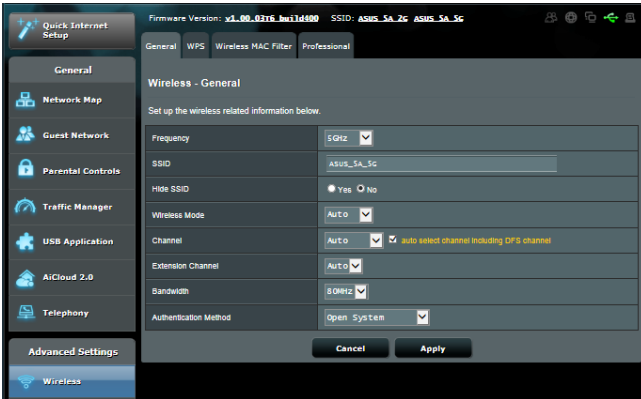 Quick Internet
Setup
Firmware Version: v1.00.03T6 build400 SSID: ASUS_5A_2G ASUS_5A_5G
General WPS Wireless MAC Filter Professional
General
Network Map
Guest Network
Parental Controls
Traffic Manager
USB Application
AiCloud 2.0
Telephony
Advanced Settings
Wireless
Wireless - General
Set up the wireless related information below.
Frequency 5GHz
SSID ASUS_5A_5G
Hide SSID Yes No
Wireless Mode Auto
Channel Auto auto select channel including DFS channel
Extension Channel Auto
Bandwidth 80MHz
Authentication Method Open System
Cancel Apply